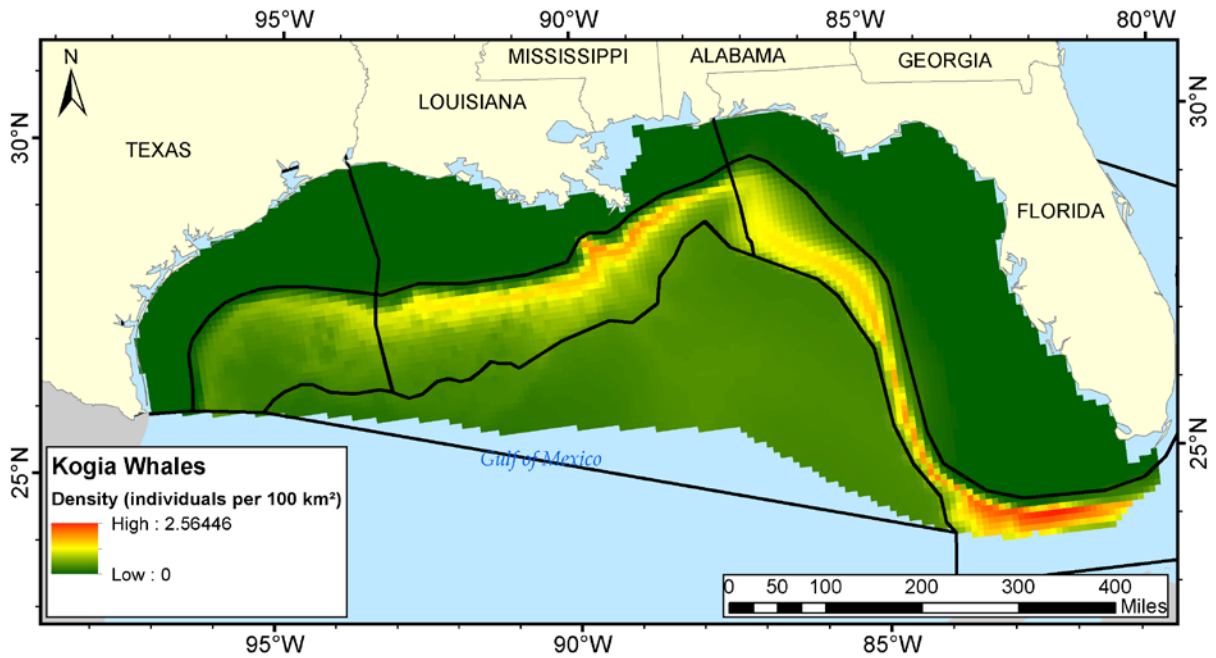 95°W 90°W 85°W 80°W
N
MISSISSIPPI ALABAMA GEORGIA
LOUISIANA
30°N 30°N
TEXAS
FLORIDA
25°N 25°N
Gulf of Mexico
Kogia Whales
Density (individuals per 100 km²)
High : 2.56446
Low : 0
0 50 100 200 300 400
Miles
95°W 90°W 85°W